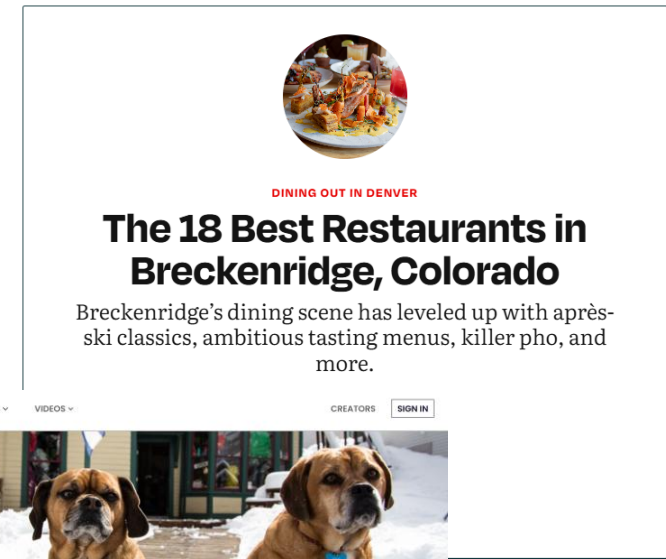 DINING OUT IN DENVER
The 18 Best Restaurants in
Breckenridge, Colorado
Breckenridge’s dining scene has leveled up with après-
ski classics, ambitious tasting menus, killer pho, and
more.
VIDEOS CREATORS SIGN IN